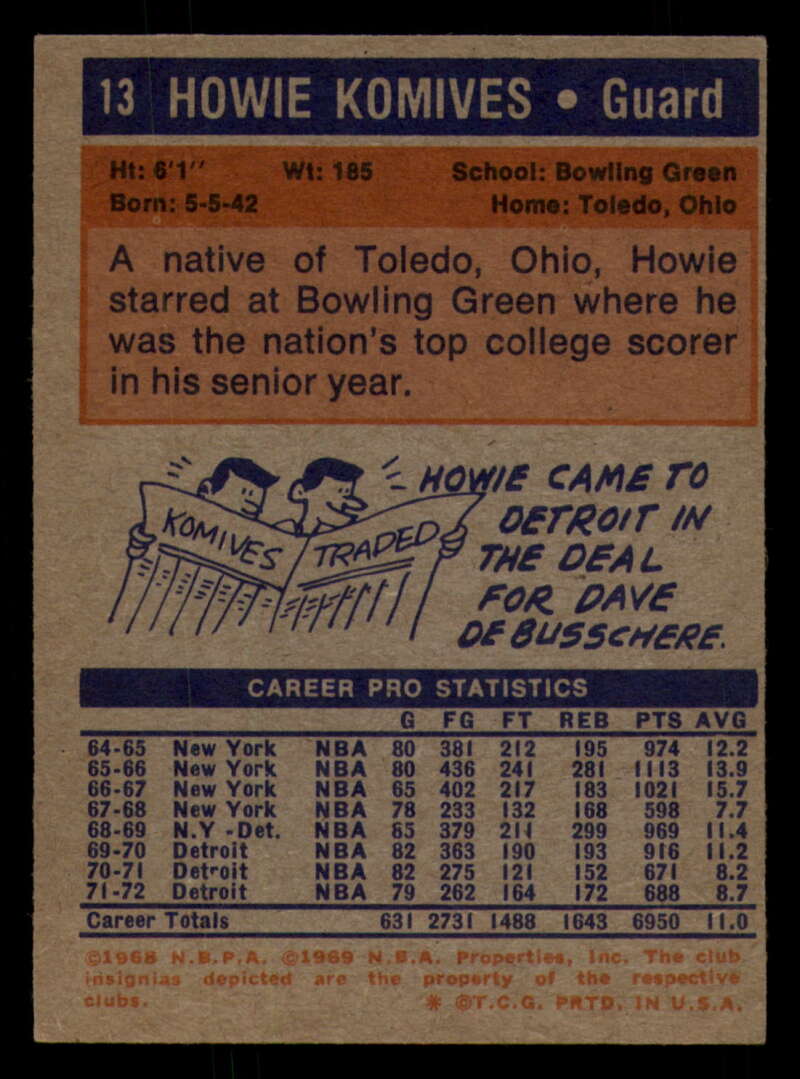 13 HOWIE KOMIVES • Guard
Ht: 6'1" Wt: 185 School: Bowling Green
Born: 5-5-42 Home: Toledo, Ohio
A native of Toledo, Ohio, Howie
starred at Bowling Green where he
was the nation's top college scorer
in his senior year.
KOMIVES TRADED
HOWIE CAME TO
DETROIT IN
THE DEAL
FOR DAVE
DE BUSSCHERE.
CAREER PRO STATISTICS
G FG FT REB PTS AVG
64-65 New York NBA 80 381 212 195 974 12.2
65-66 New York NBA 80 436 241 281 1113 13.9
66-67 New York NBA 65 402 217 183 1021 15.7
67-68 New York NBA 78 233 132 168 598 7.7
68-69 N.Y -Det. NBA 85 379 211 299 969 11.4
69-70 Detroit NBA 82 363 190 193 916 11.2
70-71 Detroit NBA 82 275 121 152 671 8.2
71-72 Detroit NBA 79 262 164 172 688 8.7
Career Totals 631 2731 1488 1643 6950 11.0
©1968 N.B.P.A. ©1969 N.B.A. Properties, Inc. The club
insignias depicted are the property of the respective
clubs. * ©T.C.G. PRTD. IN U.S.A.